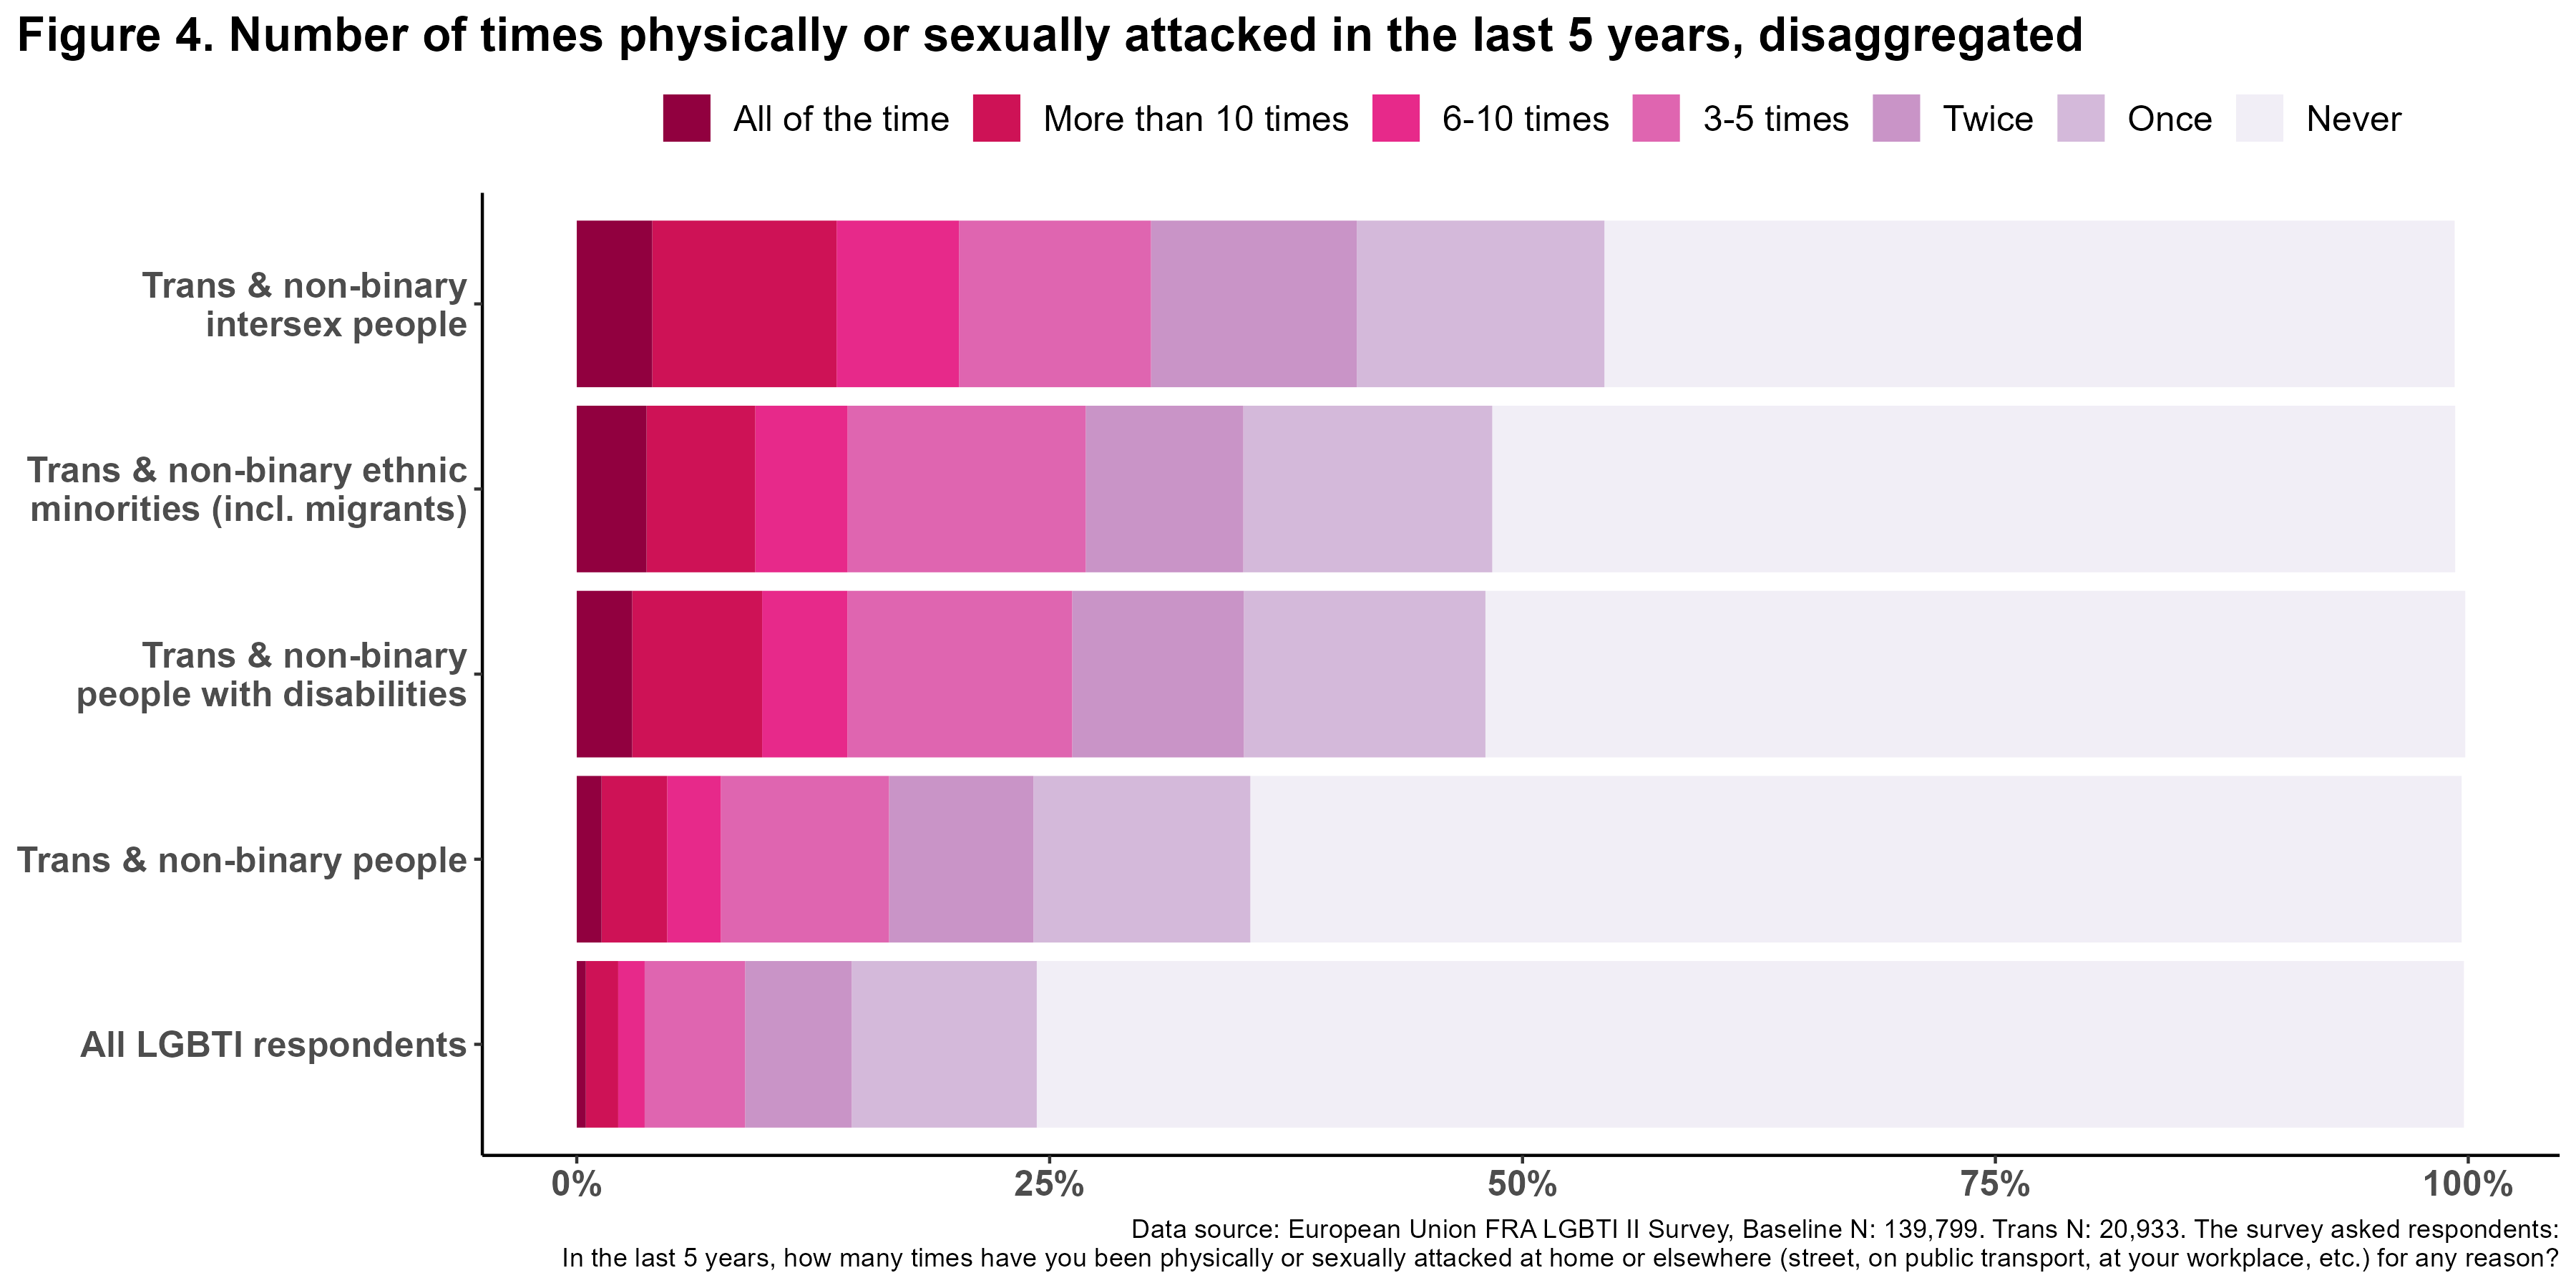 Figure 4. Number of times physically or sexually attacked in the last 5 years, disaggregated
All of the time More than 10 times 6-10 times 3-5 times Twice Once Never
Trans & non-binary
intersex people
Trans & non-binary ethnic
minorities (incl. migrants)
Trans & non-binary
people with disabilities
Trans & non-binary people
All LGBTI respondents
0% 25% 50% 75% 100%
Data source: European Union FRA LGBTI II Survey, Baseline N: 139,799. Trans N: 20,933. The survey asked respondents:
In the last 5 years, how many times have you been physically or sexually attacked at home or elsewhere (street, on public transport, at your workplace, etc.) for any reason?